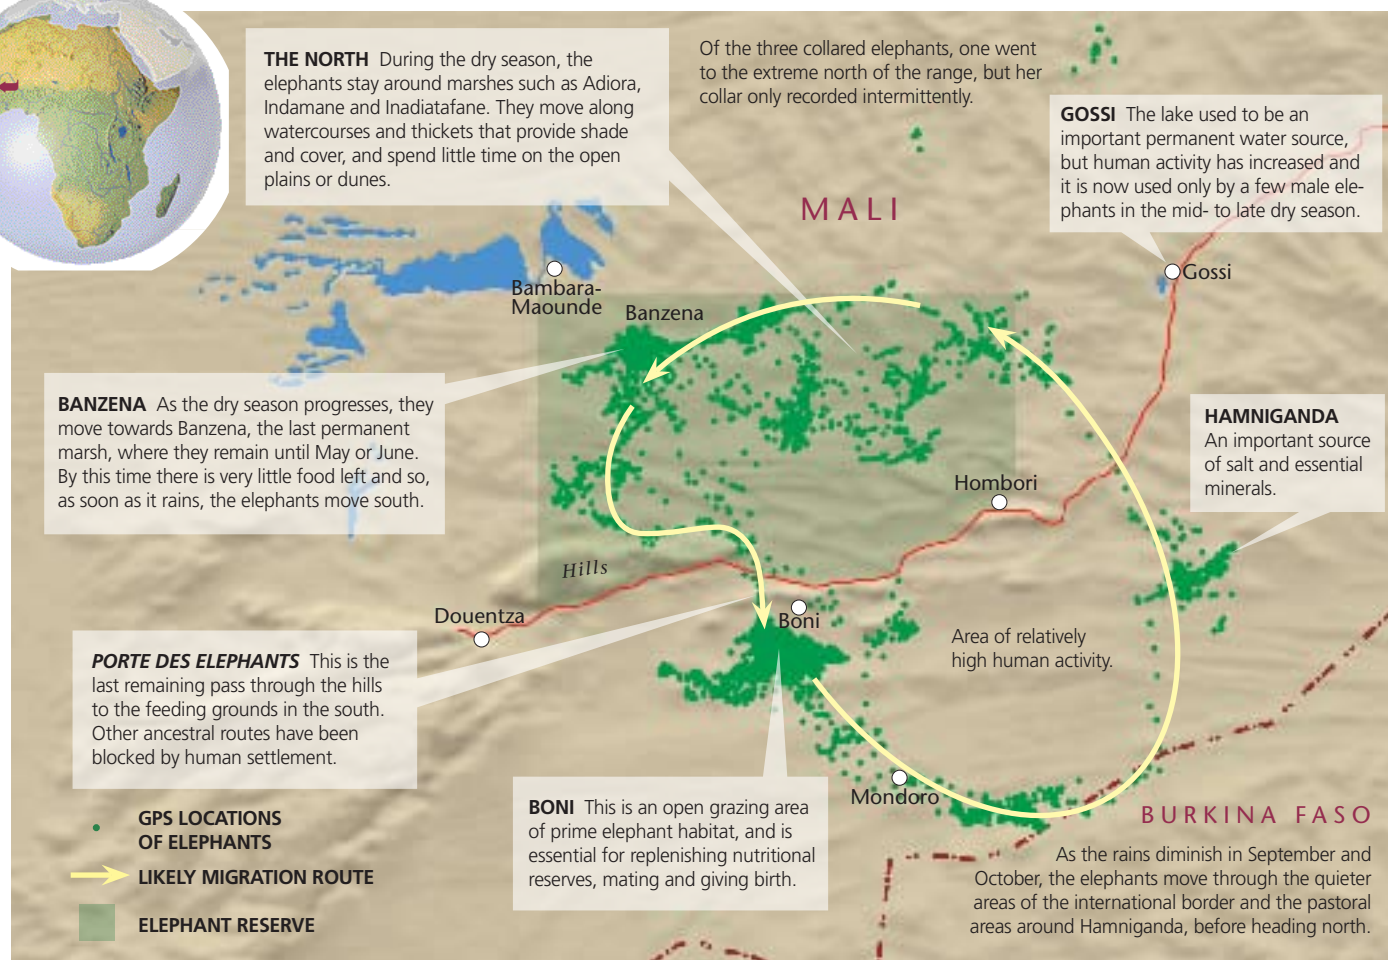 THE NORTH During the dry season, the
elephants stay around marshes such as Adiora,
Indamane and Inadiatafane. They move along
watercourses and thickets that provide shade
and cover, and spend little time on the open
plains or dunes.
Of the three collared elephants, one went
to the extreme north of the range, but her
collar only recorded intermittently.
GOSSI The lake used to be an
important permanent water source,
but human activity has increased and
it is now used only by a few male ele-
phants in the mid- to late dry season.
MALI
Gossi
Bambara-
Maounde
Banzena
BANZENA As the dry season progresses, they
move towards Banzena, the last permanent
marsh, where they remain until May or June.
By this time there is very little food left and so,
as soon as it rains, the elephants move south.
HAMNIGANDA
An important source
of salt and essential
minerals.
Hombori
Hills
Douentza
Boni
PORTE DES ELEPHANTS This is the
last remaining pass through the hills
to the feeding grounds in the south.
Other ancestral routes have been
blocked by human settlement.
Area of relatively
high human activity.
Mondoro
BONI This is an open grazing area
of prime elephant habitat, and is
essential for replenishing nutritional
reserves, mating and giving birth.
BURKINA FASO
As the rains diminish in September and
October, the elephants move through the quieter
areas of the international border and the pastoral
areas around Hamniganda, before heading north.
GPS LOCATIONS
OF ELEPHANTS
LIKELY MIGRATION ROUTE
ELEPHANT RESERVE